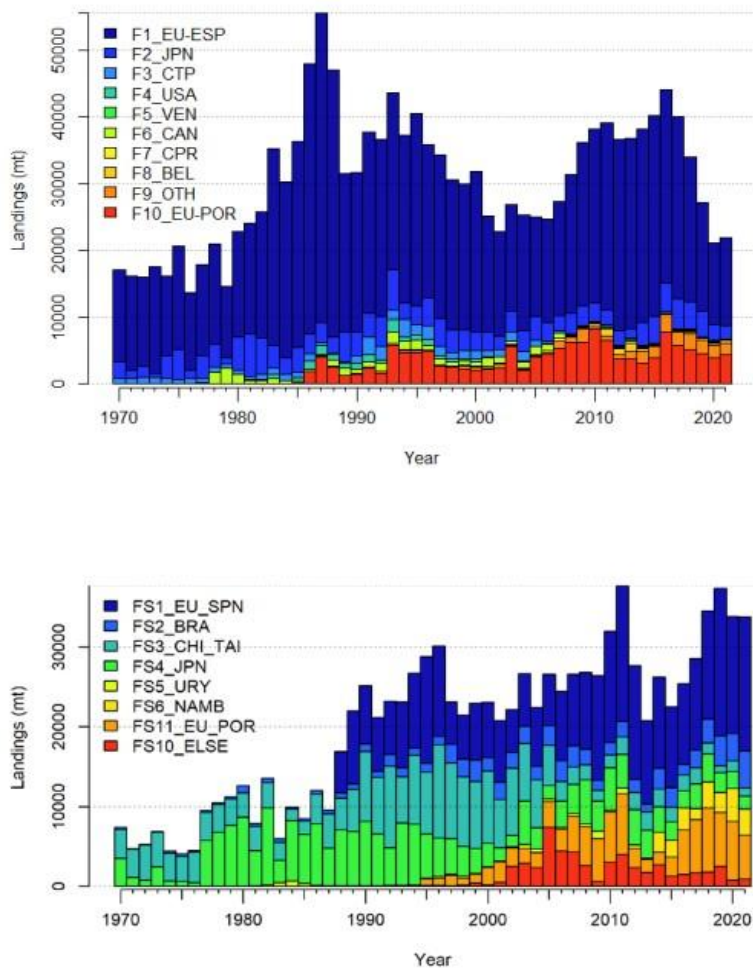 Landings (mt)
50000
40000
30000
20000
10000
0
F1_EU-ESP
F2_JPN
F3_CTP
F4_USA
F5_VEN
F6_CAN
F7_CPR
F8_BEL
F9_OTH
F10_EU-POR
1970 1980 1990 2000 2010 2020
Year
Landings (mt)
30000
20000
10000
0
FS1_EU_SPN
FS2_BRA
FS3_CHI_TAI
FS4_JPN
FS5_URY
FS6_NAMB
FS11_EU_POR
FS10_ELSE
1970 1980 1990 2000 2010 2020
Year